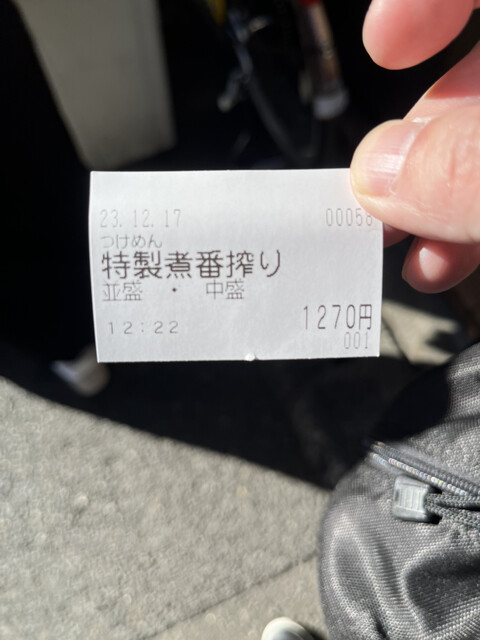 23.12.17 00058
つけめん
特製煮番搾り
並盛 ・ 中盛
1270円
12:22
001